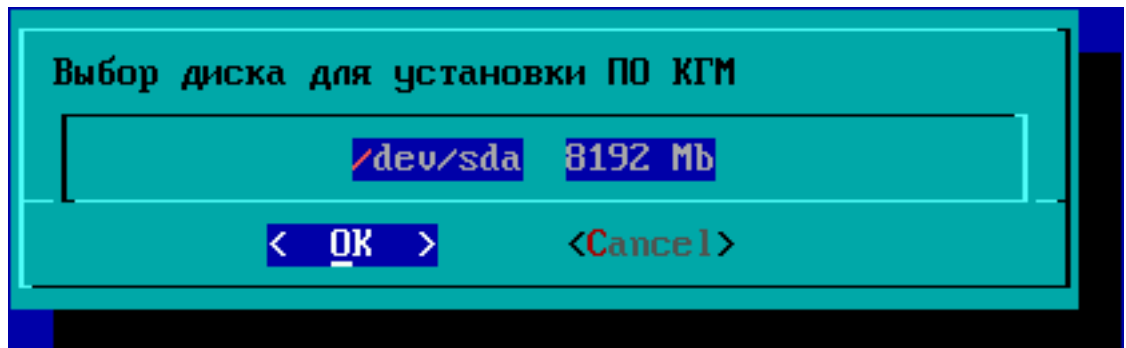 Выбор диска для установки ПО КГМ
/dev/sda 8192 Mb
< OK > <Cancel>